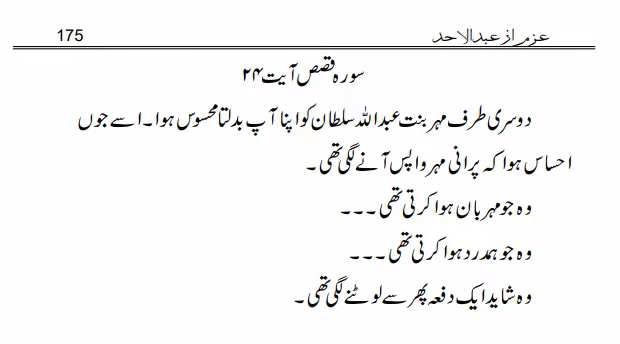 عزم از عبدالاحد 175
سورہ قصص آیت ۲۴
دوسری طرف مہر بنت عبداللہ سلطان کو اپنا آپ بدلتا محسوس ہوا۔ اسے جوں
احساس ہوا کہ پرانی مہر واپس آنے لگی تھی۔
وہ جو مہربان ہوا کرتی تھی۔۔۔
وہ جو ہمدرد ہوا کرتی تھی۔۔۔
وہ شاید ایک دفعہ پھر سے لوٹنے لگی تھی۔